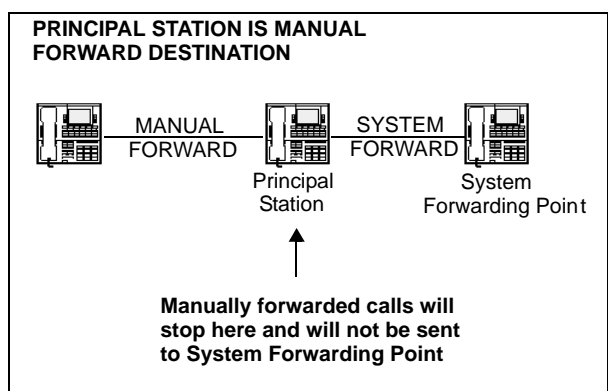 PRINCIPAL STATION IS MANUAL
FORWARD DESTINATION
MANUAL
FORWARD
SYSTEM
FORWARD
Principal
Station
System
Forwarding Point
Manually forwarded calls will
stop here and will not be sent
to System Forwarding Point